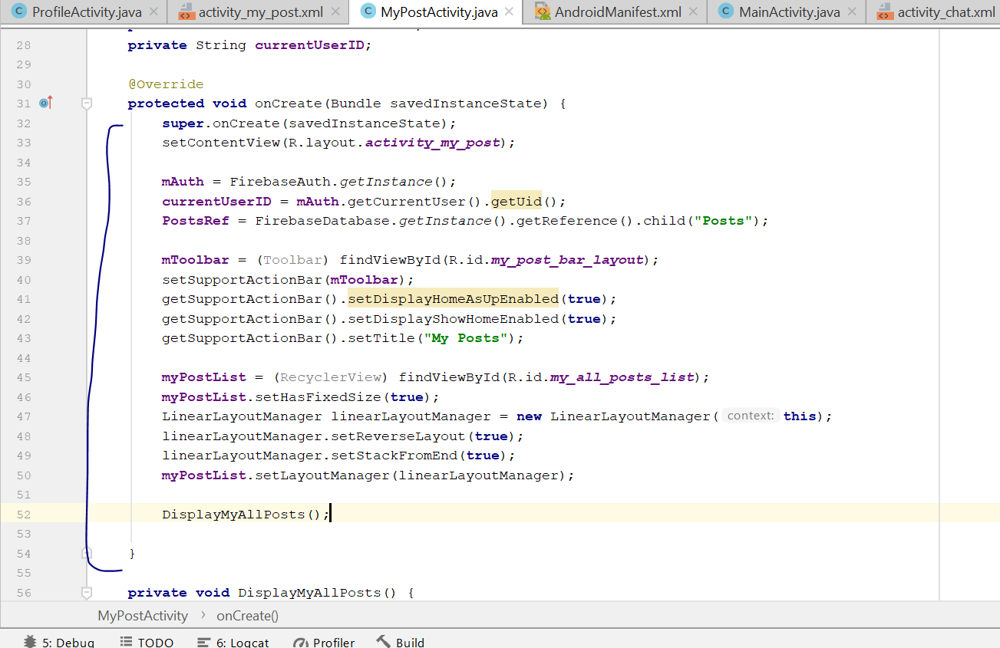 ProfileActivity.java activity_my_post.xml MyPostActivity.java AndroidManifest.xml MainActivity.java activity_chat.xml
28 private String currentUserID;
29
30 @Override
31 protected void onCreate(Bundle savedInstanceState) {
32 super.onCreate(savedInstanceState);
33 setContentView(R.layout.activity_my_post);
34
35 mAuth = FirebaseAuth.getInstance();
36 currentUserID = mAuth.getCurrentUser().getUid();
37 PostsRef = FirebaseDatabase.getInstance().getReference().child("Posts");
38
39 mToolbar = (Toolbar) findViewById(R.id.my_post_bar_layout);
40 setSupportActionBar(mToolbar);
41 getSupportActionBar().setDisplayHomeAsUpEnabled(true);
42 getSupportActionBar().setDisplayShowHomeEnabled(true);
43 getSupportActionBar().setTitle("My Posts");
44
45 myPostList = (RecyclerView) findViewById(R.id.my_all_posts_list);
46 myPostList.setHasFixedSize(true);
47 LinearLayoutManager linearLayoutManager = new LinearLayoutManager( context: this);
48 linearLayoutManager.setReverseLayout(true);
49 linearLayoutManager.setStackFromEnd(true);
50 myPostList.setLayoutManager(linearLayoutManager);
51
52 DisplayMyAllPosts();
53
54 }
55
56 private void DisplayMyAllPosts() {
MyPostActivity > onCreate()
5: Debug TODO 6: Logcat Profiler Build